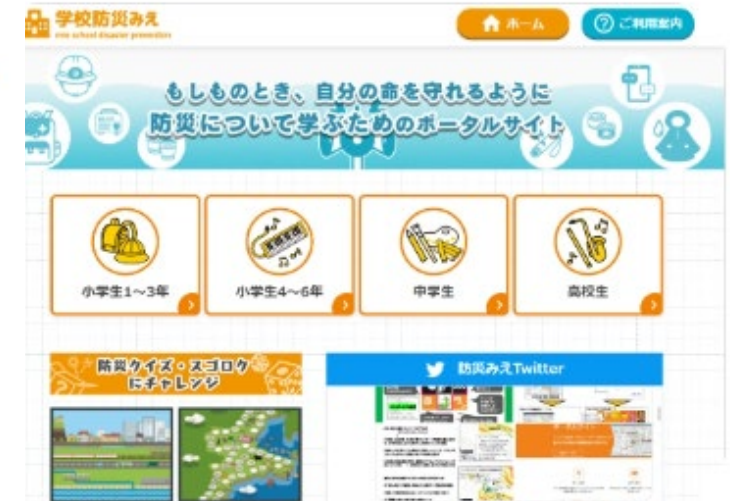 学校防災みえ
mie school disaster prevention
ホーム
ご利用案内
もしものとき、自分の命を守れるように
防災について学ぶためのポータルサイト
小学生1〜3年
小学生4〜6年
中学生
高校生
防災クイズ・スゴロク
にチャレンジ
防災みえTwitter